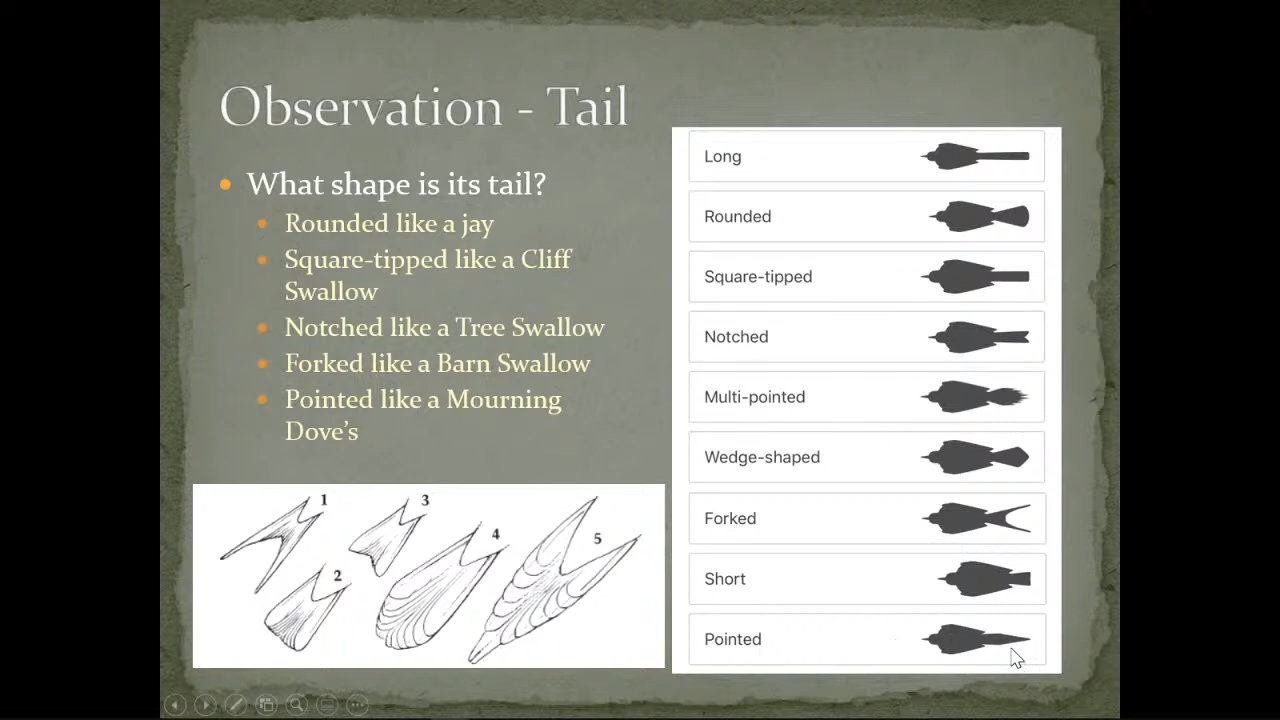 Observation - Tail
What shape is its tail?
Rounded like a jay
Square-tipped like a Cliff
Swallow
Notched like a Tree Swallow
Forked like a Barn Swallow
Pointed like a Mourning
Dove’s
1
3
4
5
2
Long
Rounded
Square-tipped
Notched
Multi-pointed
Wedge-shaped
Forked
Short
Pointed